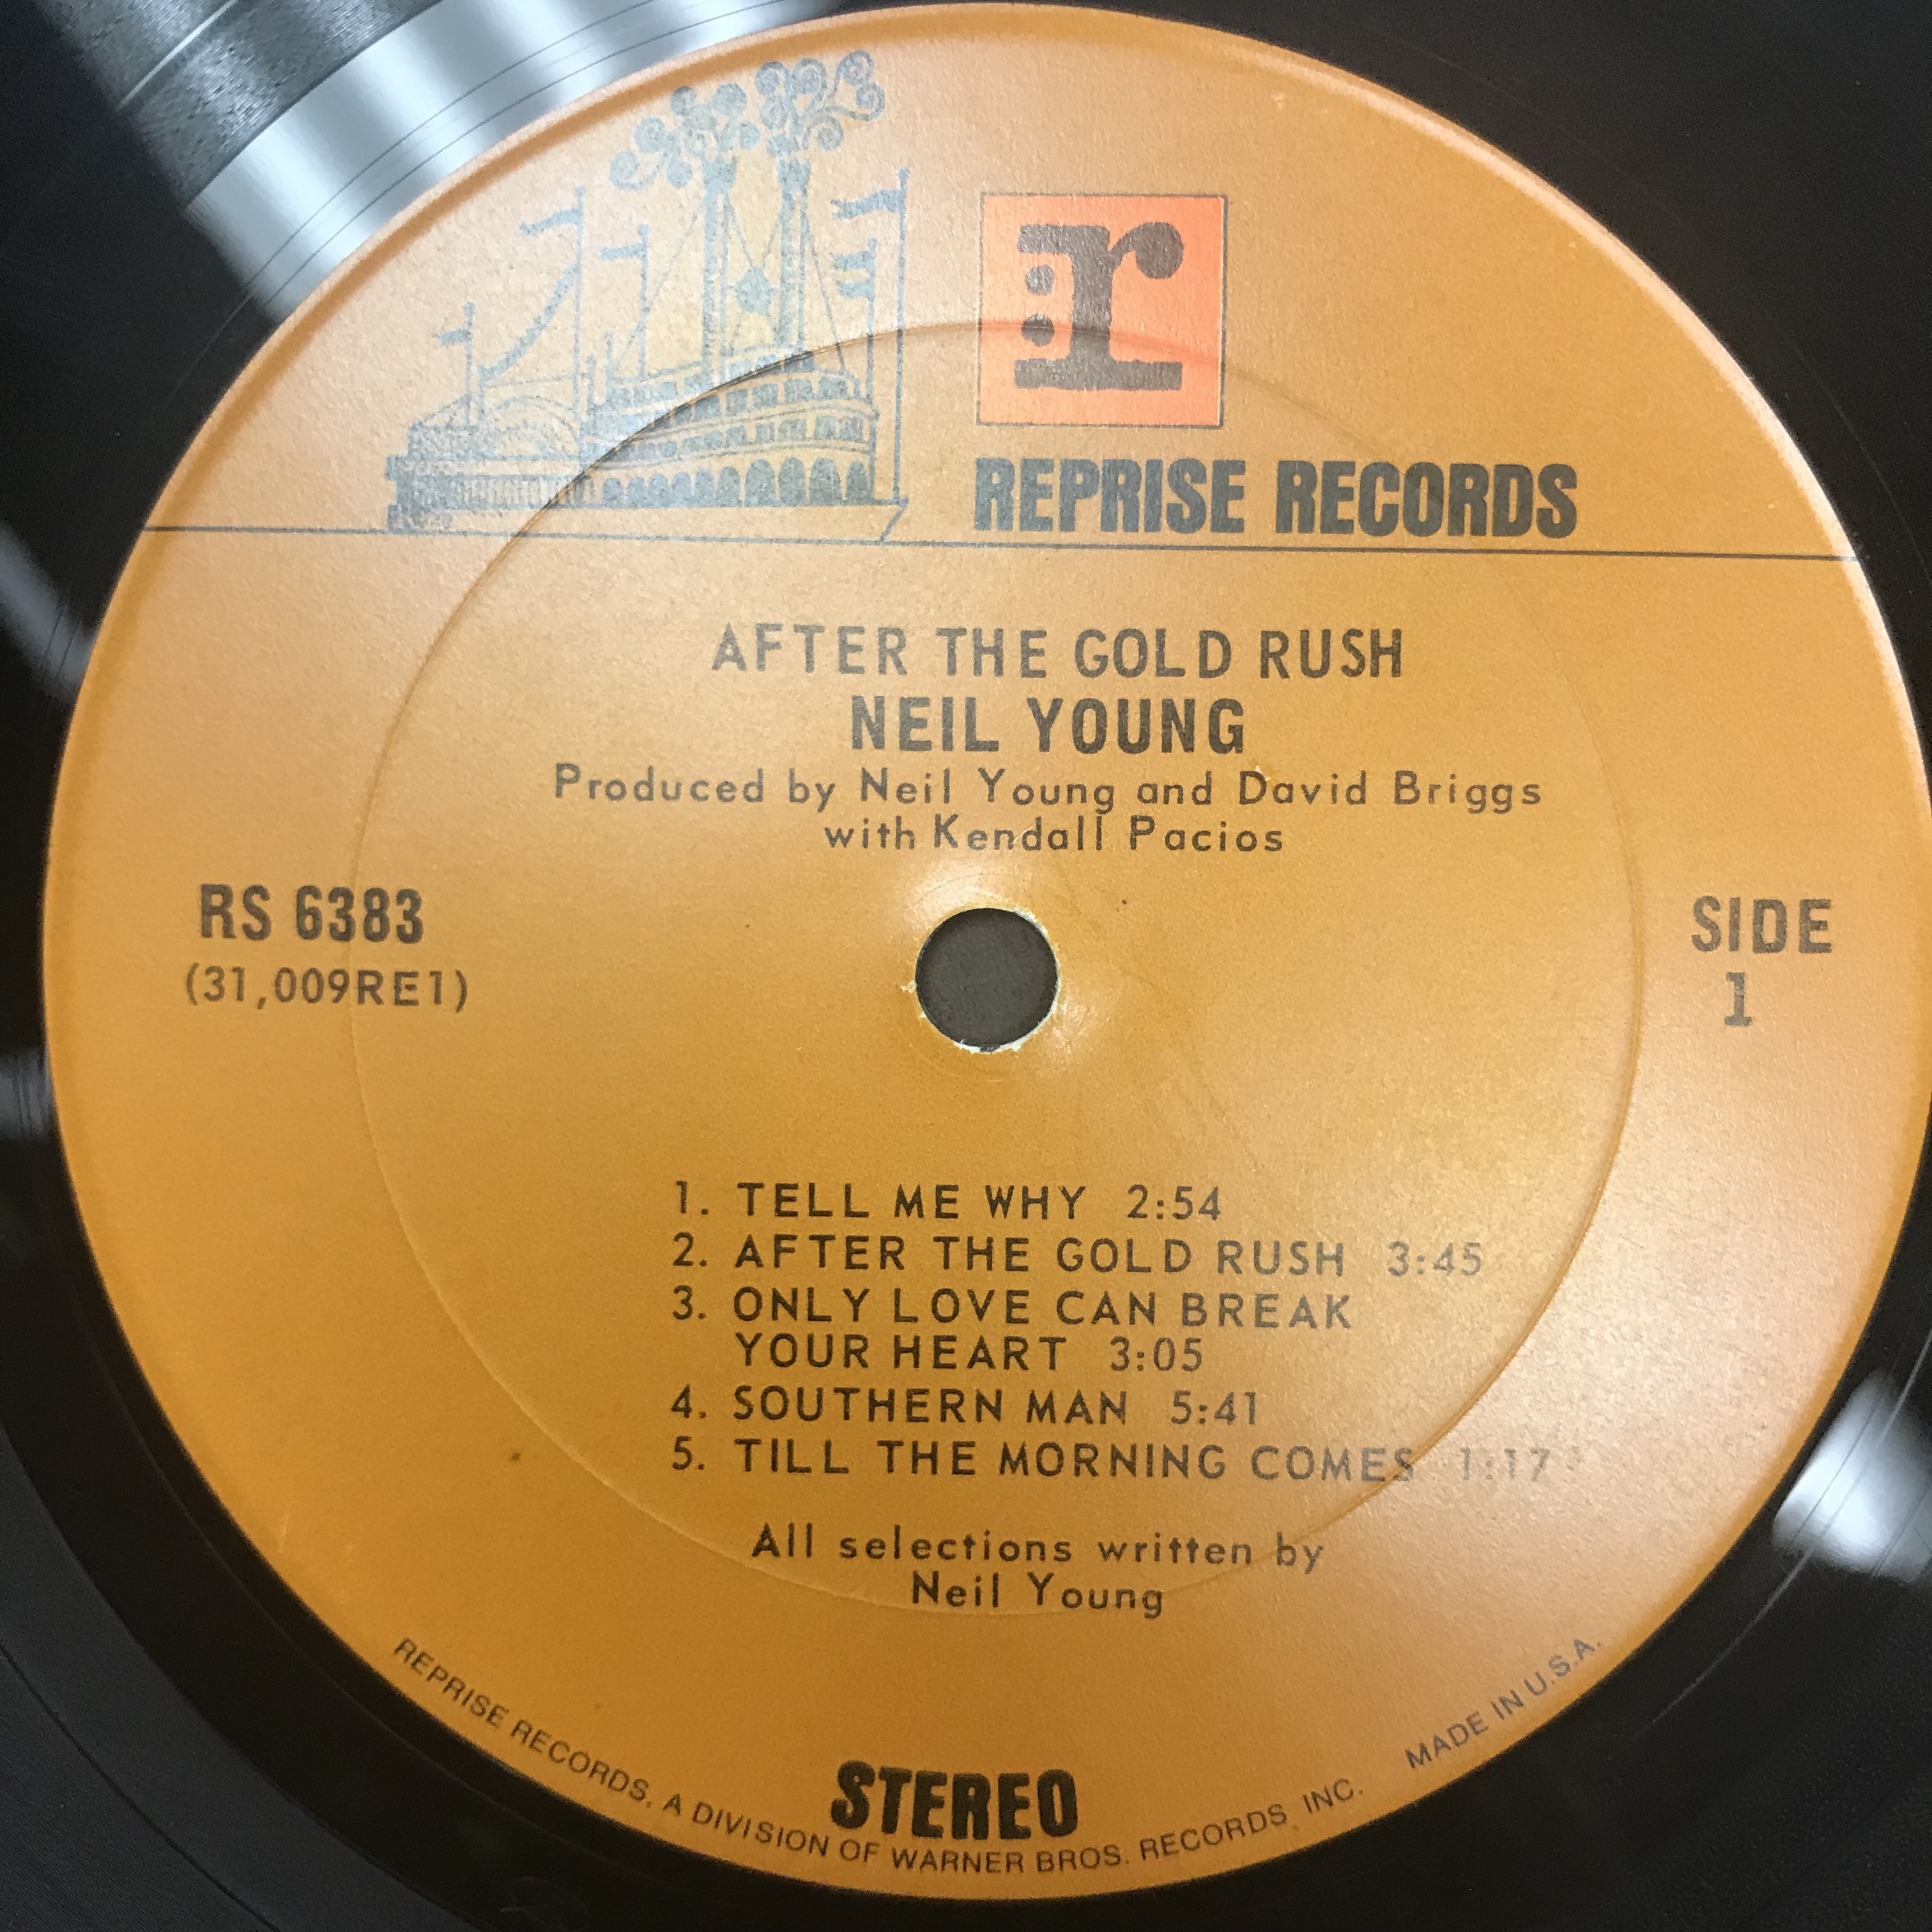 r:
REPRISE RECORDS
AFTER THE GOLD RUSH
NEIL YOUNG
Produced by Neil Young and David Briggs
with Kendall Pacios
RS 6383
(31,009RE1)
SIDE
1
1. TELL ME WHY 2:54
2. AFTER THE GOLD RUSH 3:45
3. ONLY LOVE CAN BREAK
YOUR HEART 3:05
4. SOUTHERN MAN 5:41
5. TILL THE MORNING COMES 1:17
All selections written by
Neil Young
STEREO
REPRISE RECORDS, A DIVISION OF WARNER BROS. RECORDS INC. MADE IN U.S.A.